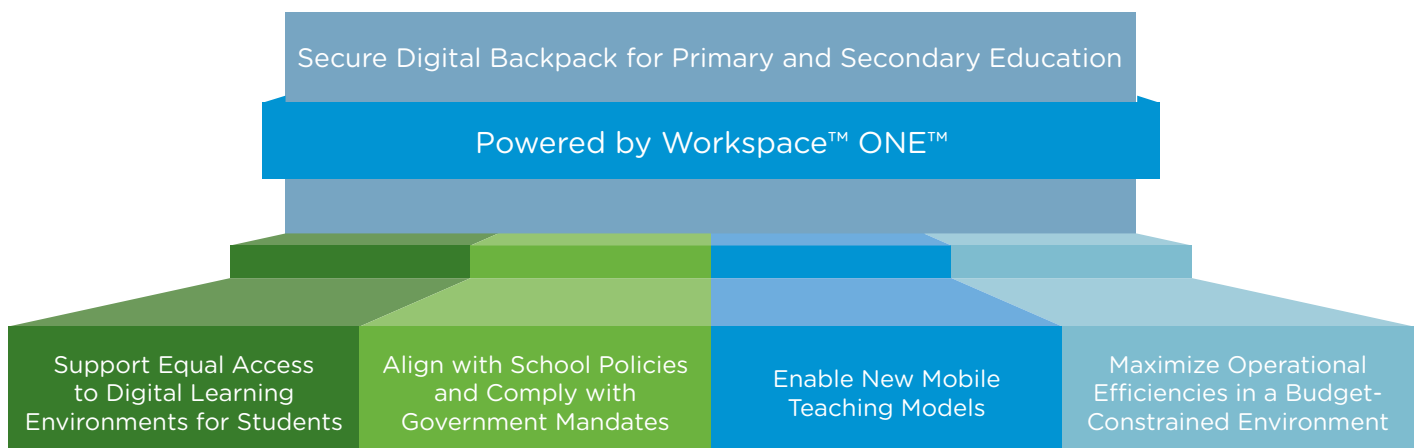 Secure Digital Backpack for Primary and Secondary Education
Powered by Workspace™ ONE™
Support Equal Access
to Digital Learning
Environments for Students
Align with School Policies
and Comply with
Government Mandates
Enable New Mobile
Teaching Models
Maximize Operational
Efficiencies in a Budget-
Constrained Environment